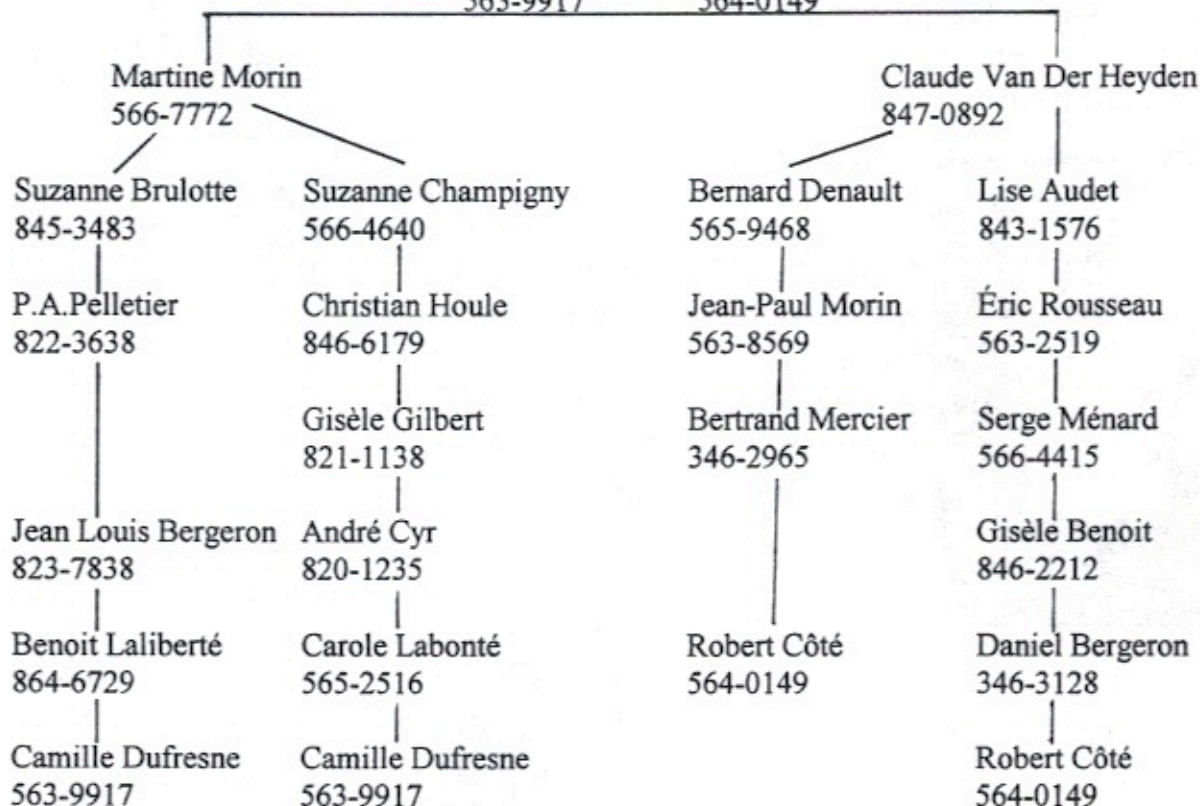 563-9917 564-0149
Martine Morin Claude Van Der Heyden
566-7772 847-0892
Suzanne Brulotte Suzanne Champigny Bernard Denault Lise Audet
845-3483 566-4640 565-9468 843-1576
P.A.Pelletier Christian Houle Jean-Paul Morin Éric Rousseau
822-3638 846-6179 563-8569 563-2519
Gisèle Gilbert Bertrand Mercier Serge Ménard
821-1138 346-2965 566-4415
Jean Louis Bergeron André Cyr Gisèle Benoit
823-7838 820-1235 846-2212
Benoit Laliberté Carole Labonté Robert Côté Daniel Bergeron
864-6729 565-2516 564-0149 346-3128
Camille Dufresne Camille Dufresne Robert Côté
563-9917 563-9917 564-0149